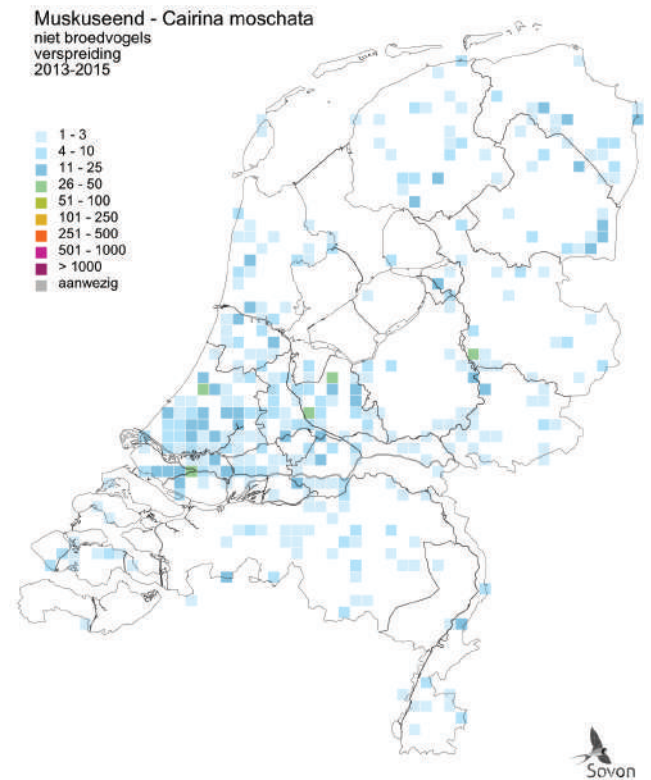 Muskuseend - Cairina moschata
niet broedvogels
verspreiding
2013-2015
1 - 3
4 - 10
11 - 25
26 - 50
51 - 100
101 - 250
251 - 500
501 - 1000
> 1000
aanwezig
Sovon